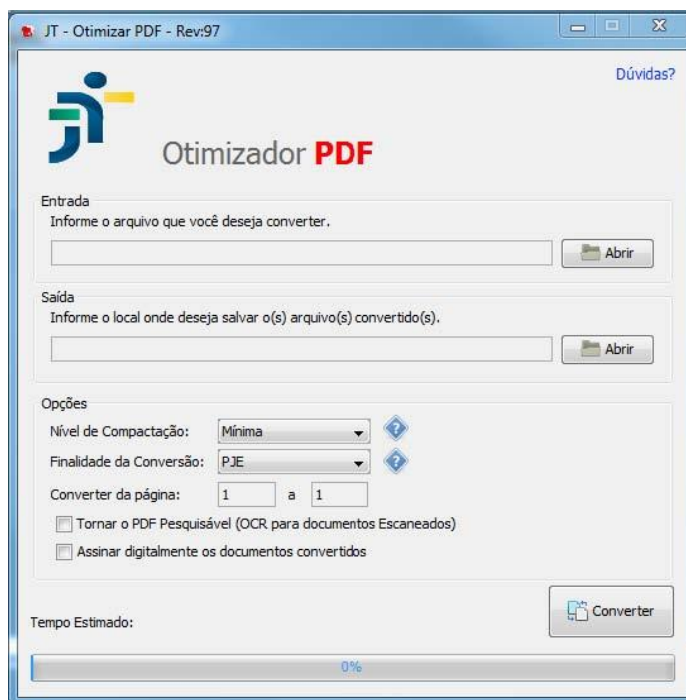 JT - Otimizar PDF - Rev:97
Dúvidas?
Otimizador PDF
Entrada
Informe o arquivo que você deseja converter.
Abrir
Saída
Informe o local onde deseja salvar o(s) arquivo(s) convertido(s).
Abrir
Opções
Nível de Compactação: Mínima
Finalidade da Conversão: PJE
Converter da página: 1 a 1
Tornar o PDF Pesquisável (OCR para documentos Escaneados)
Assinar digitalmente os documentos convertidos
Converter
Tempo Estimado:
0%